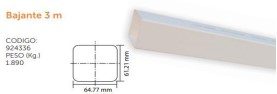 Bajante 3 m
CODIGO:
924336
PESO (Kg.)
1.890
61.21 mm
64.77 mm